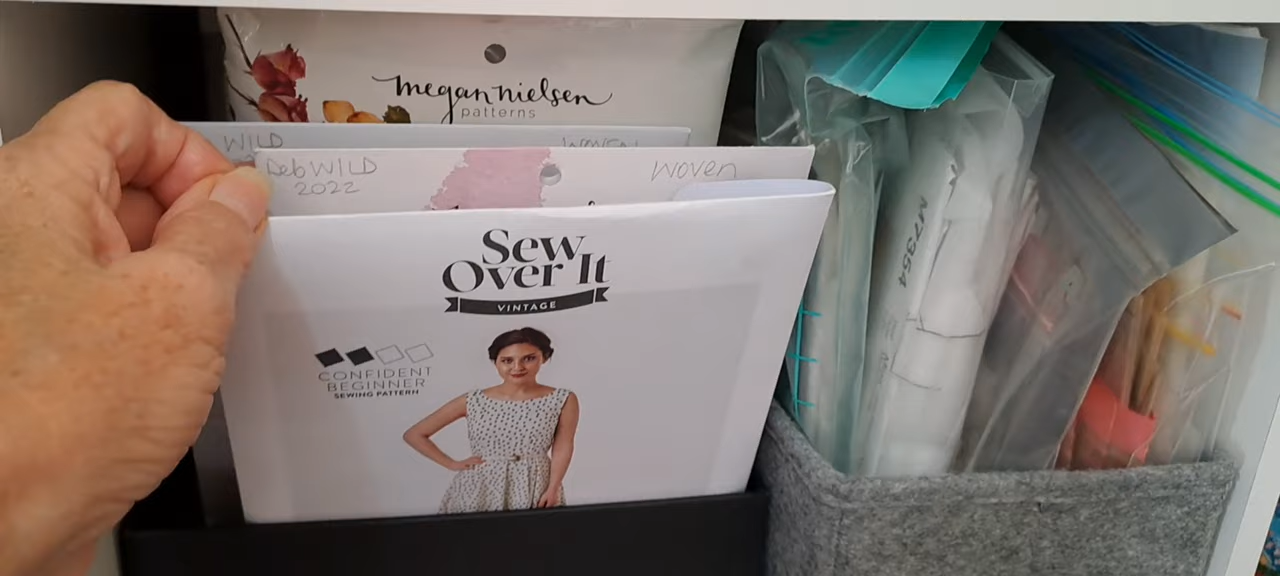 megan nielsen
patterns
WILD
WOVEN
Deb WILD
2022
WOVEN
Sew
Over It
VINTAGE
CONFIDENT
BEGINNER
SEWING PATTERN
M7354